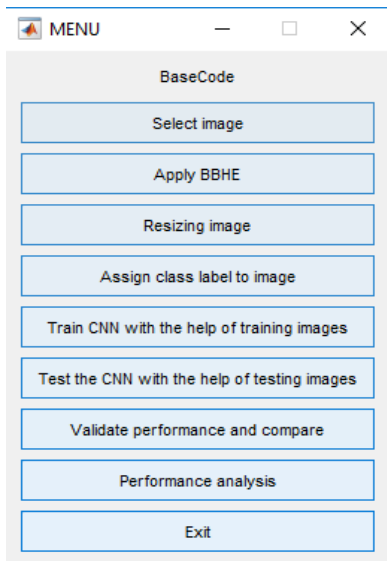 MENU
BaseCode
Select image
Apply BBHE
Resizing image
Assign class label to image
Train CNN with the help of training images
Test the CNN with the help of testing images
Validate performance and compare
Performance analysis
Exit